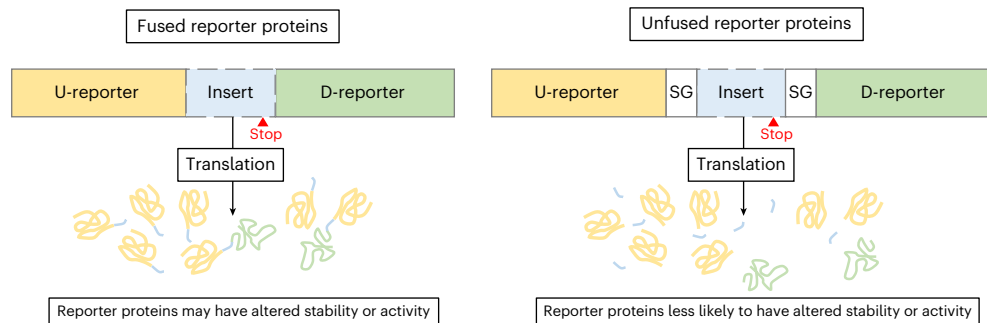 Fused reporter proteins
U-reporter Insert D-reporter
Stop
Translation
Reporter proteins may have altered stability or activity
Unfused reporter proteins
U-reporter SG Insert SG D-reporter
Stop
Translation
Reporter proteins less likely to have altered stability or activity